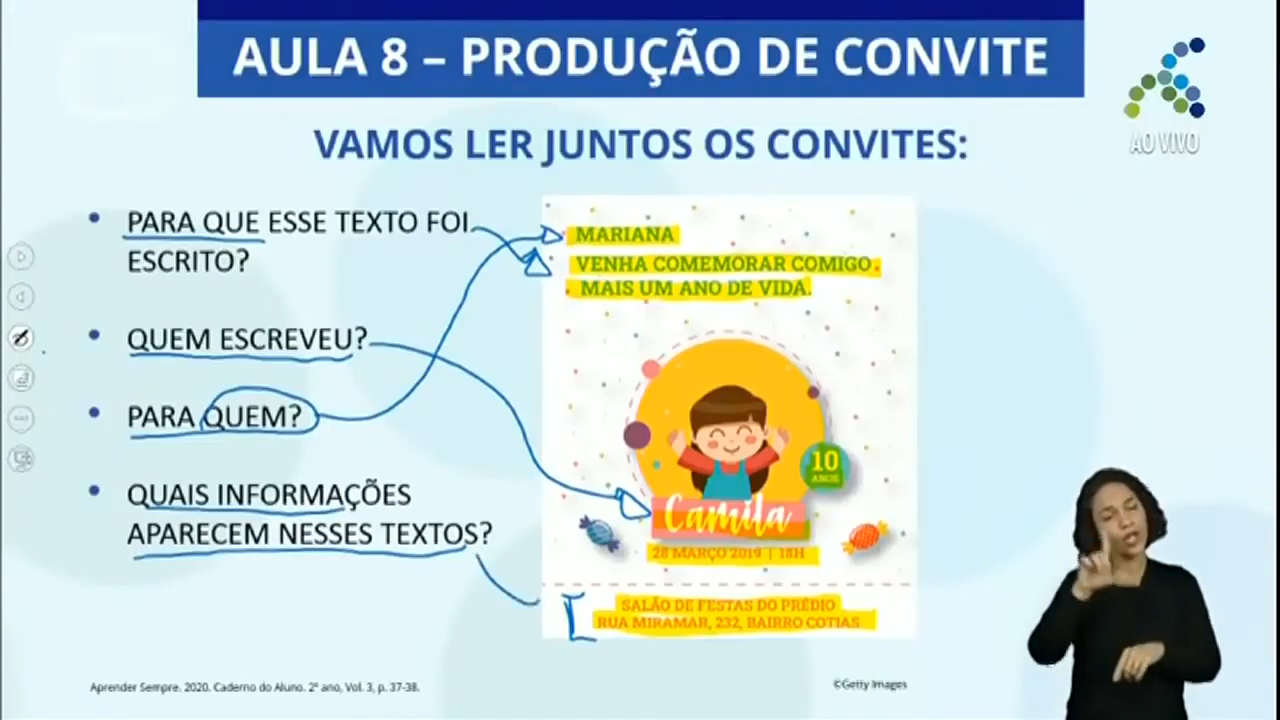 AULA 8 – PRODUÇÃO DE CONVITE
AO VIVO
VAMOS LER JUNTOS OS CONVITES:
• PARA QUE ESSE TEXTO FOI
ESCRITO?
• QUEM ESCREVEU?
• PARA QUEM?
• QUAIS INFORMAÇÕES
APARECEM NESSES TEXTOS?
MARIANA
VENHA COMEMORAR COMIGO
MAIS UM ANO DE VIDA.
10
ANOS
Camila
28 MARÇO 2019 | 18H
SALÃO DE FESTAS DO PRÉDIO
RUA MIRAMAR, 232, BAIRRO COTIAS
Aprender Sempre. 2020. Caderno do Aluno. 2º ano, Vol. 3, p. 37-38.
©Getty Images